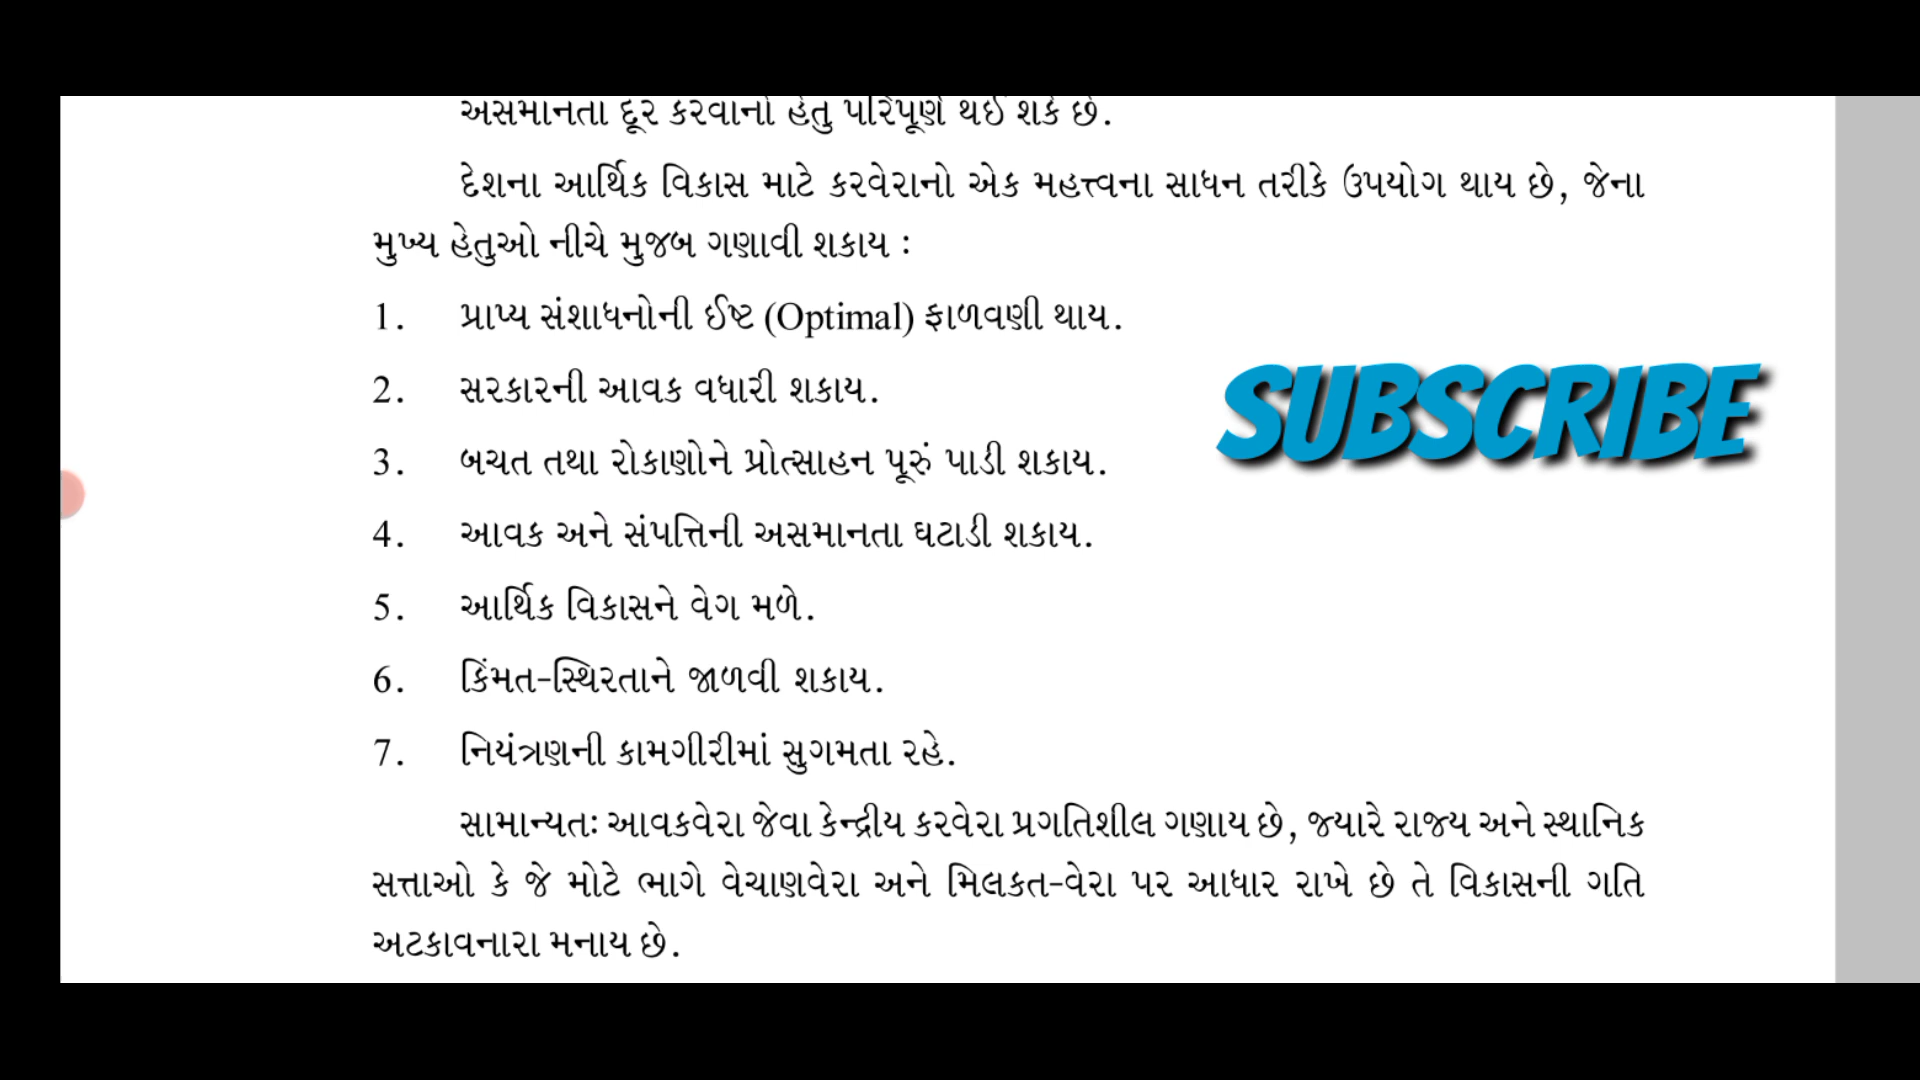 અસમાનતા દૂર કરવાનો હેતુ પરિપૂર્ણ થઈ શકે છે.
દેશના આર્થિક વિકાસ માટે કરવેરાનો એક મહત્ત્વના સાધન તરીકે ઉપયોગ થાય છે, જેના
મુખ્ય હેતુઓ નીચે મુજબ ગણાવી શકાય :
1. પ્રાપ્ય સંશાધનોની ઈષ્ટ (Optimal) ફાળવણી થાય.
2. સરકારની આવક વધારી શકાય.
SUBSCRIBE
3. બચત તથા રોકાણોને પ્રોત્સાહન પૂરું પાડી શકાય.
4. આવક અને સંપત્તિની અસમાનતા ઘટાડી શકાય.
5. આર્થિક વિકાસને વેગ મળે.
6. કિંમત-સ્થિરતાને જાળવી શકાય.
7. નિયંત્રણની કામગીરીમાં સુગમતા રહે.
સામાન્યતઃ આવકવેરા જેવા કેન્દ્રીય કરવેરા પ્રગતિશીલ ગણાય છે, જ્યારે રાજ્ય અને સ્થાનિક
સત્તાઓ કે જે મોટે ભાગે વેચાણવેરા અને મિલકત-વેરા પર આધાર રાખે છે તે વિકાસની ગતિ
અટકાવનારા મનાય છે.